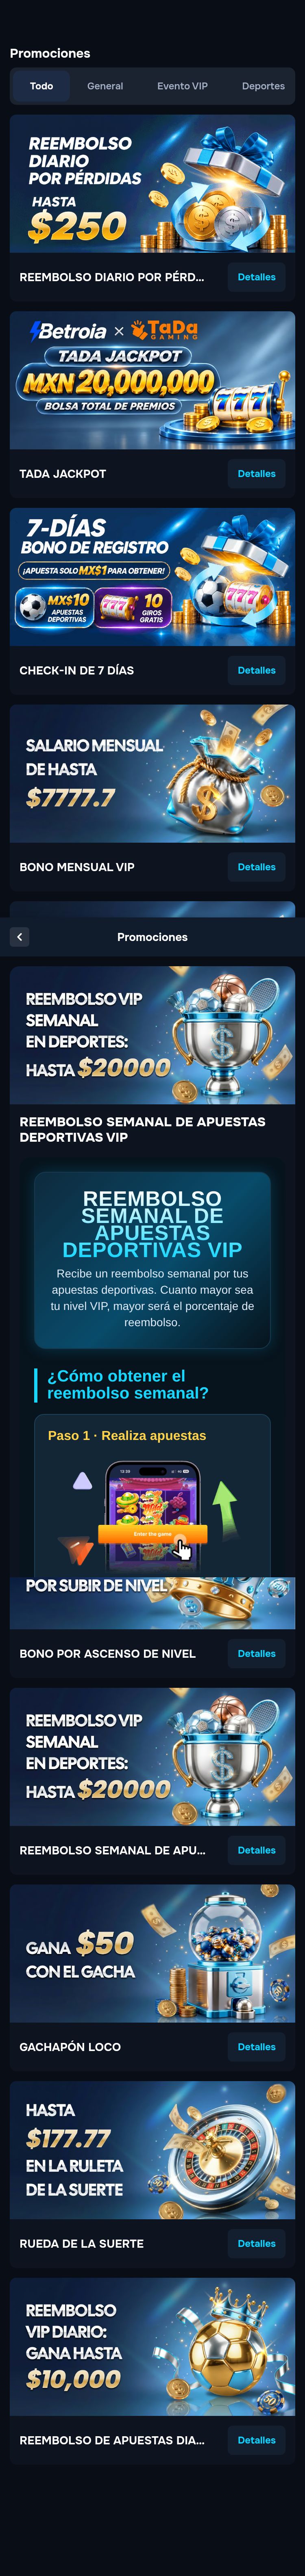 Promociones
Todo General Evento VIP Deportes
REEMBOLSO
DIARIO
POR PÉRDIDAS
HASTA
$250
REEMBOLSO DIARIO POR PÉRD... Detalles
Betroia × TaDa
GAMING
TADA JACKPOT
MXN 20,000,000
BOLSA TOTAL DE PREMIOS
TADA JACKPOT Detalles
7-DÍAS
BONO DE REGISTRO
¡APUESTA SOLO MX$1 PARA OBTENER!
MX$10
APUESTAS
DEPORTIVAS
10
GIROS
GRATIS
CHECK-IN DE 7 DÍAS Detalles
SALARIO MENSUAL
DE HASTA
$7777.7
BONO MENSUAL VIP Detalles
Promociones
REEMBOLSO VIP
SEMANAL
EN DEPORTES:
HASTA $20000
REEMBOLSO SEMANAL DE APUESTAS
DEPORTIVAS VIP
REEMBOLSO
SEMANAL DE
APUESTAS
DEPORTIVAS VIP
Recibe un reembolso semanal por tus
apuestas deportivas. Cuanto mayor sea
tu nivel VIP, mayor será el porcentaje de
reembolso.
¿Cómo obtener el
reembolso semanal?
Paso 1 · Realiza apuestas
Enter the game
POR SUBIR DE NIVEL
BONO POR ASCENSO DE NIVEL Detalles
REEMBOLSO VIP
SEMANAL
EN DEPORTES:
HASTA $20000
REEMBOLSO SEMANAL DE APU... Detalles
GANA $50
CON EL GACHA
GACHAPÓN LOCO Detalles
HASTA
$177.77
EN LA RULETA
DE LA SUERTE
RUEDA DE LA SUERTE Detalles
REEMBOLSO
VIP DIARIO:
GANA HASTA
$10,000
REEMBOLSO DE APUESTAS DIA... Detalles